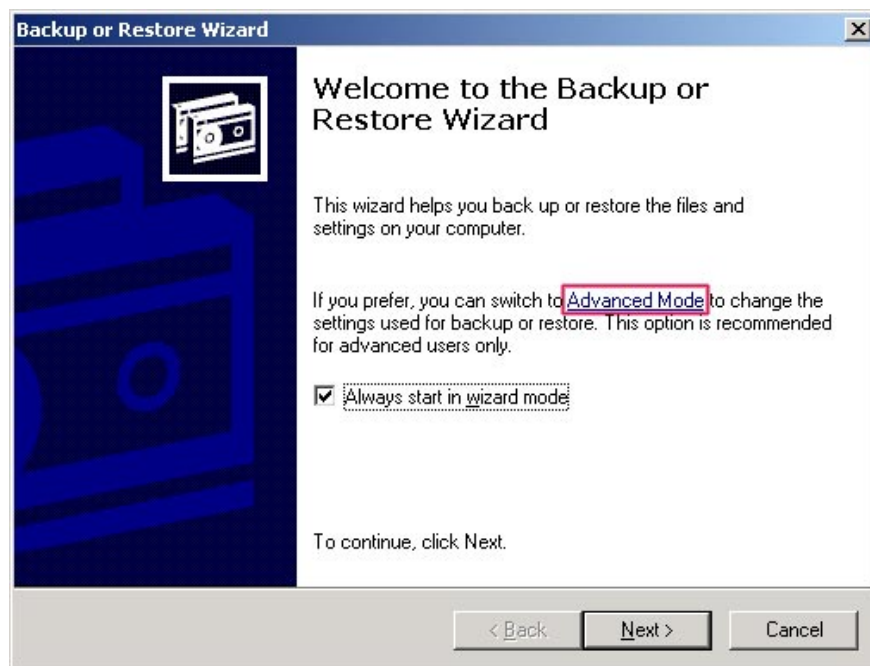 Backup or Restore Wizard
Welcome to the Backup or
Restore Wizard
This wizard helps you back up or restore the files and
settings on your computer.
If you prefer, you can switch to Advanced Mode to change the
settings used for backup or restore. This option is recommended
for advanced users only.
Always start in wizard mode
To continue, click Next.
< Back
Next >
Cancel